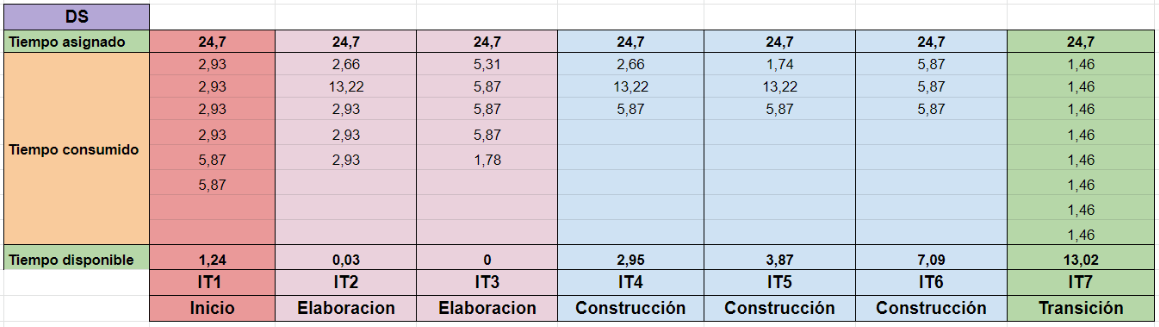 DS
Tiempo asignado 24,7 24,7 24,7 24,7 24,7 24,7 24,7
2,93 2,66 5,31 2,66 1,74 5,87 1,46
2,93 13,22 5,87 13,22 13,22 5,87 1,46
2,93 2,93 5,87 5,87 5,87 5,87 1,46
2,93 2,93 5,87 1,46
Tiempo consumido
5,87 2,93 1,78 1,46
5,87 1,46
1,46
1,46
Tiempo disponible 1,24 0,03 0 2,95 3,87 7,09 13,02
IT1 IT2 IT3 IT4 IT5 IT6 IT7
Inicio Elaboracion Elaboracion Construcción Construcción Construcción Transición